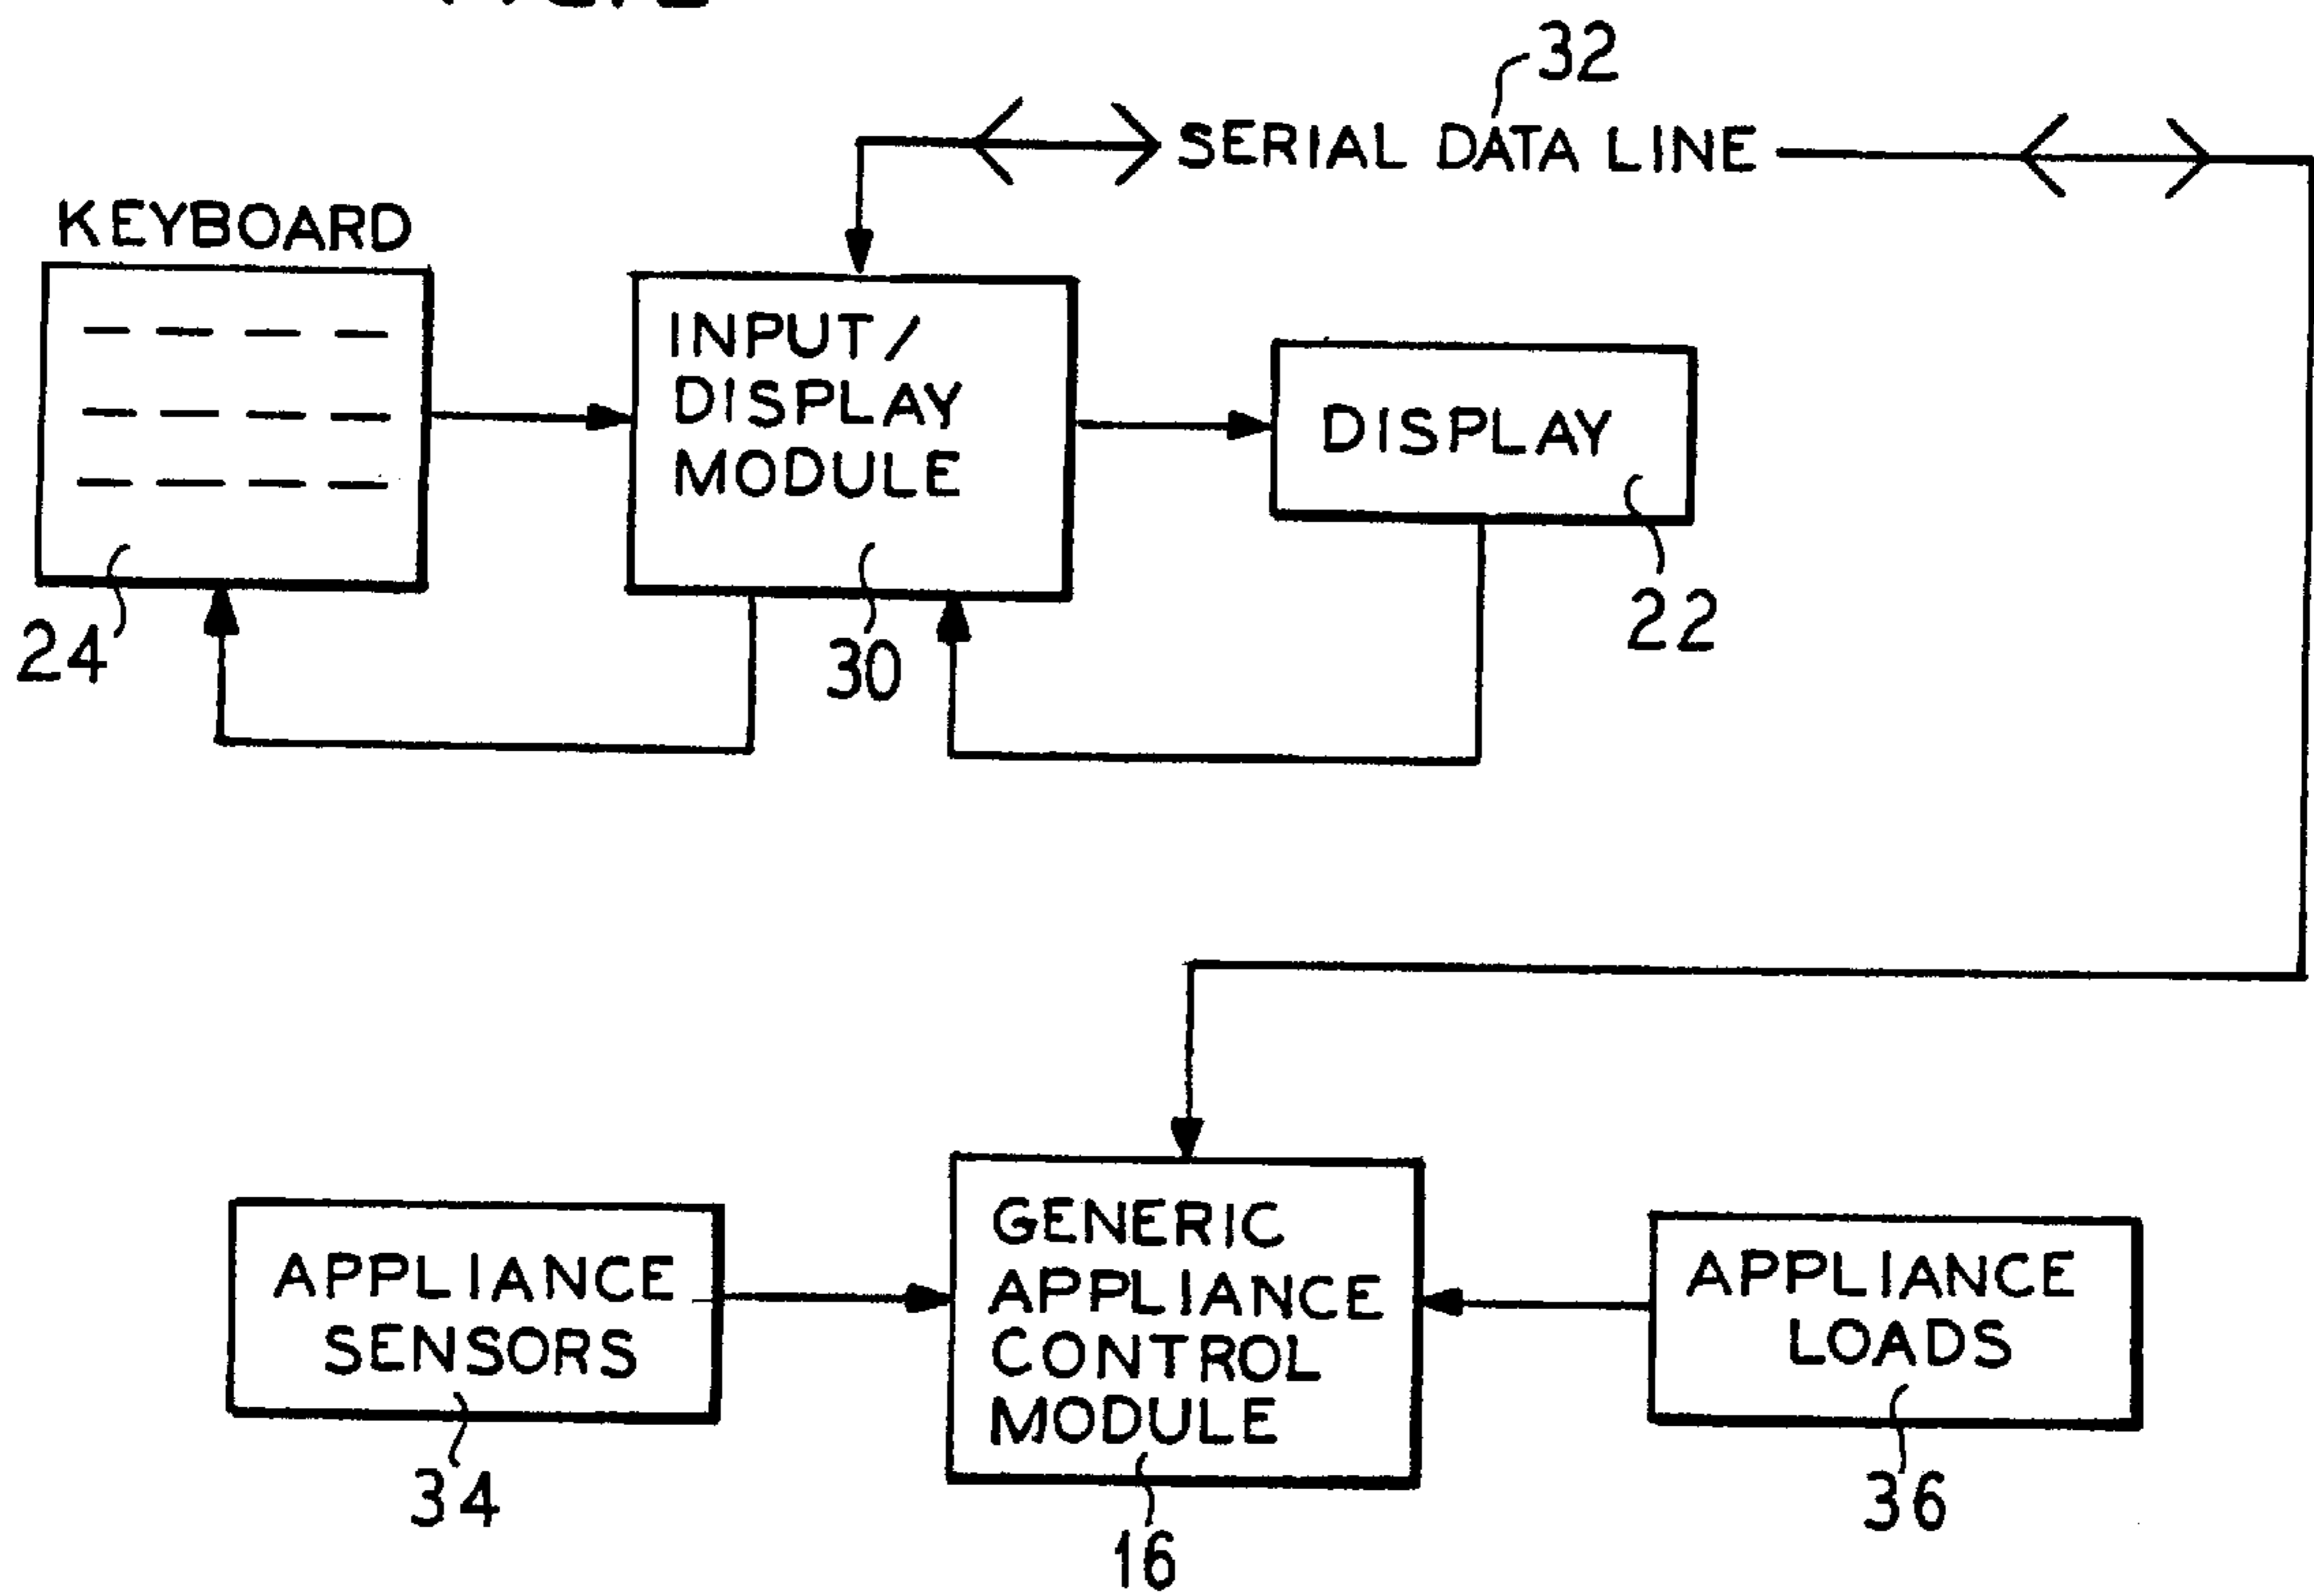 32
SERIAL DATA LINE
KEYBOARD
INPUT/
DISPLAY
MODULE
DISPLAY
24
30
22
GENERIC
APPLIANCE
CONTROL
MODULE
APPLIANCE
SENSORS
APPLIANCE
LOADS
34
16
36